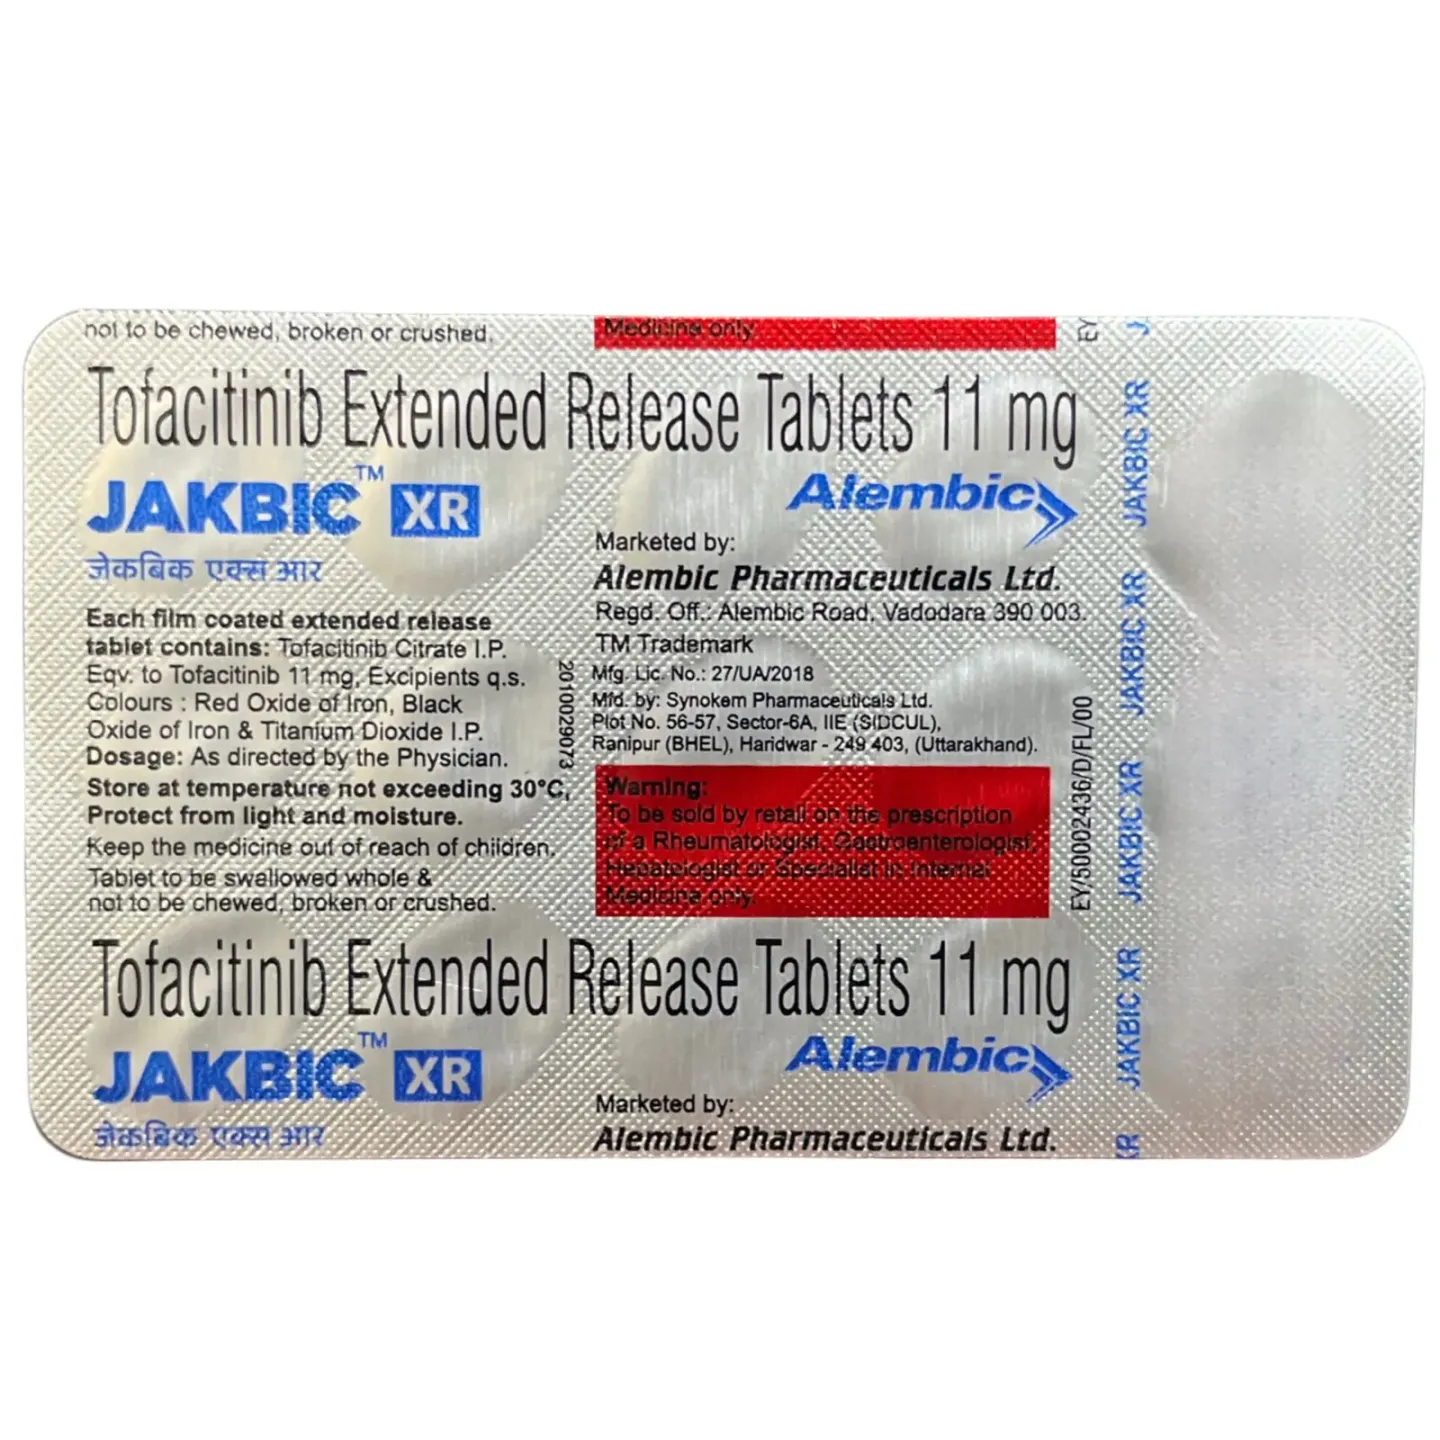 not to be chewed, broken or crushed.
Medicine only.
EY
J
Tofacitinib Extended Release Tablets 11 mg
JAKBIC™ XR
Alembic
जेकबिक एक्स आर
Marketed by:
Alembic Pharmaceuticals Ltd.
Regd. Off.: Alembic Road, Vadodara 390 003.
TM Trademark
Mfg. Lic. No.: 27/UA/2018
Mfd. by: Synokem Pharmaceuticals Ltd.
Plot No. 56-57, Sector-6A, IIE (SIDCUL),
Ranipur (BHEL), Haridwar - 249 403, (Uttarakhand).
Each film coated extended release
tablet contains: Tofacitinib Citrate I.P.
Eqv. to Tofacitinib 11 mg, Excipients q.s.
Colours : Red Oxide of Iron, Black
Oxide of Iron & Titanium Dioxide I.P.
Dosage: As directed by the Physician.
Store at temperature not exceeding 30°C,
Protect from light and moisture.
Keep the medicine out of reach of children.
Tablet to be swallowed whole &
not to be chewed, broken or crushed.
2010029073
Warning:
To be sold by retail on the prescription
of a Rheumatologist, Gastroenterologist,
Hepatologist or Specialist in Internal
Medicine only.
EY/50002436/D/FL/00
JAKBIC XR
JAKBIC XR
JAKBIC XR
JAKBIC XR
XR
Tofacitinib Extended Release Tablets 11 mg
JAKBIC™ XR
Alembic
जेकबिक एक्स आर
Marketed by:
Alembic Pharmaceuticals Ltd.